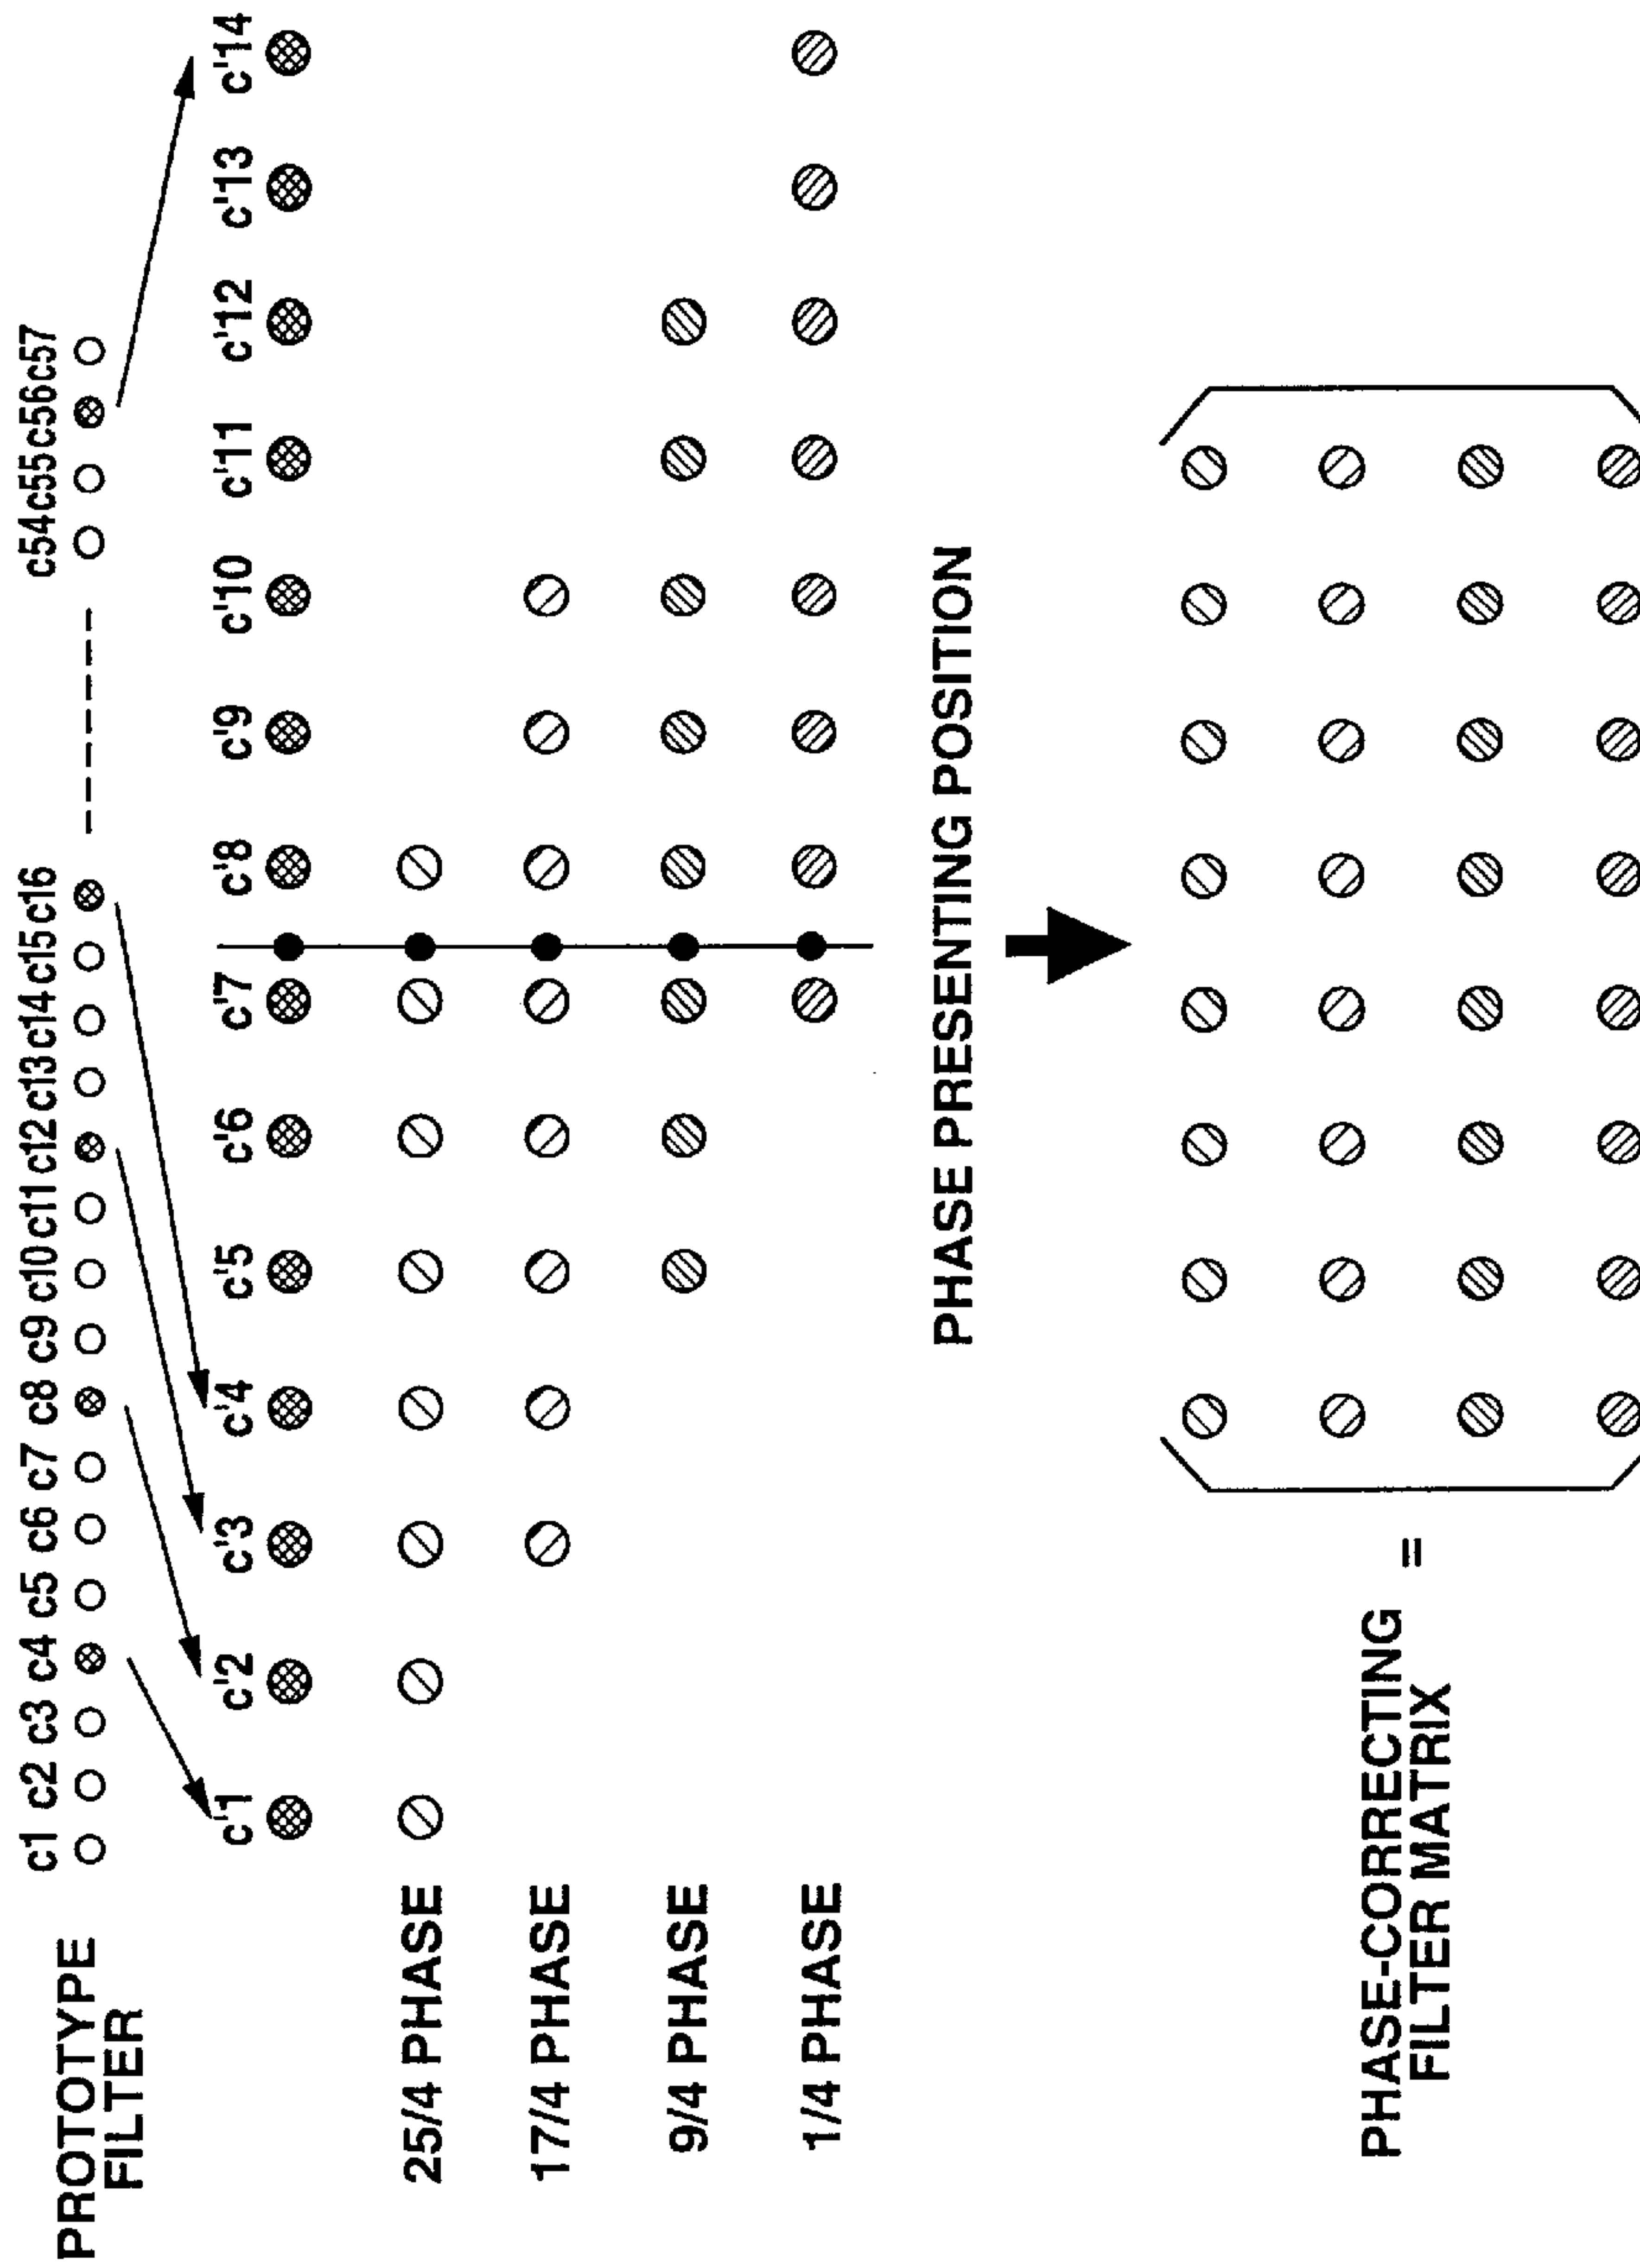 PROTOTYPE
FILTER
c1 c2 c3 c4 c5 c6 c7 c8 c9 c10 c11 c12 c13 c14 c15 c16 c54 c55 c56 c57
c'1 c'2 c'3 c'4 c'5 c'6 c'7 c'8 c'9 c'10 c'11 c'12 c'13 c'14
25/4 PHASE
17/4 PHASE
9/4 PHASE
1/4 PHASE
PHASE PRESENTING POSITION
PHASE-CORRECTING
FILTER MATRIX
=